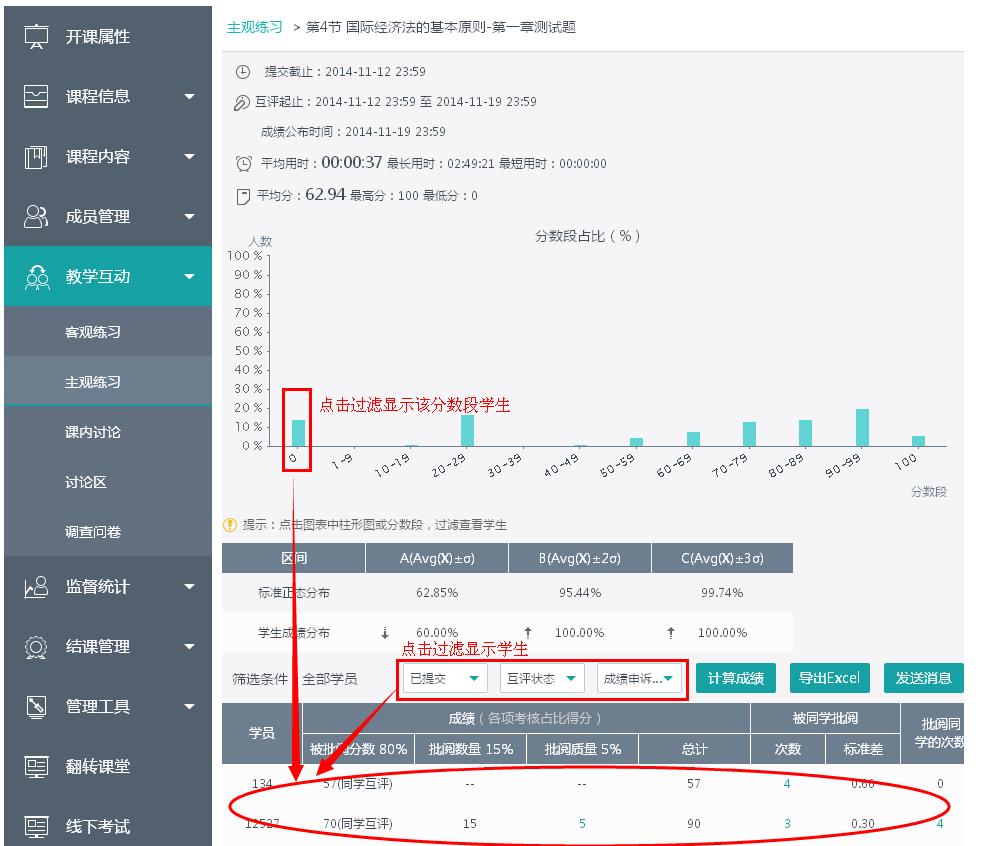 开课属性
课程信息
课程内容
成员管理
教学互动
客观练习
主观练习
课内讨论
讨论区
调查问卷
监督统计
结课管理
管理工具
翻转课堂
线下考试
主观练习 > 第4节 国际经济法的基本原则-第一章测试题
提交截止：2014-11-12 23:59
互评起止：2014-11-12 23:59 至 2014-11-19 23:59
成绩公布时间：2014-11-19 23:59
平均用时：00:00:37 最长用时：02:49:21 最短用时：00:00:00
平均分：62.94 最高分：100 最低分：0
分数段占比（%）
人数
100 %
90 %
80 %
70 %
60 %
50 %
40 %
30 %
20 %
10 %
0 %
点击过滤显示该分数段学生
0 1-9 10-19 20-29 30-39 40-49 50-59 60-69 70-79 80-89 90-99 100
分数段
提示：点击图表中柱形图或分数段，过滤查看学生
区间 A(Avg(X)±σ) B(Avg(X)±2σ) C(Avg(X)±3σ)
标准正态分布 62.85% 95.44% 99.74%
学生成绩分布 ↓ 60.00% ↑ 100.00% ↑ 100.00%
点击过滤显示学生
筛选条件 全部学员 已提交 互评状态 成绩申诉... 计算成绩 导出Excel 发送消息
学员 成绩（各项考核占比得分） 被同学批阅 批阅同学的次数
被批阅分数 80% 批阅数量 15% 批阅质量 5% 总计 次数 标准差
134 57(同学互评) -- -- 57 4 0.66 0
12527 70(同学互评) 15 5 90 3 0.30 4